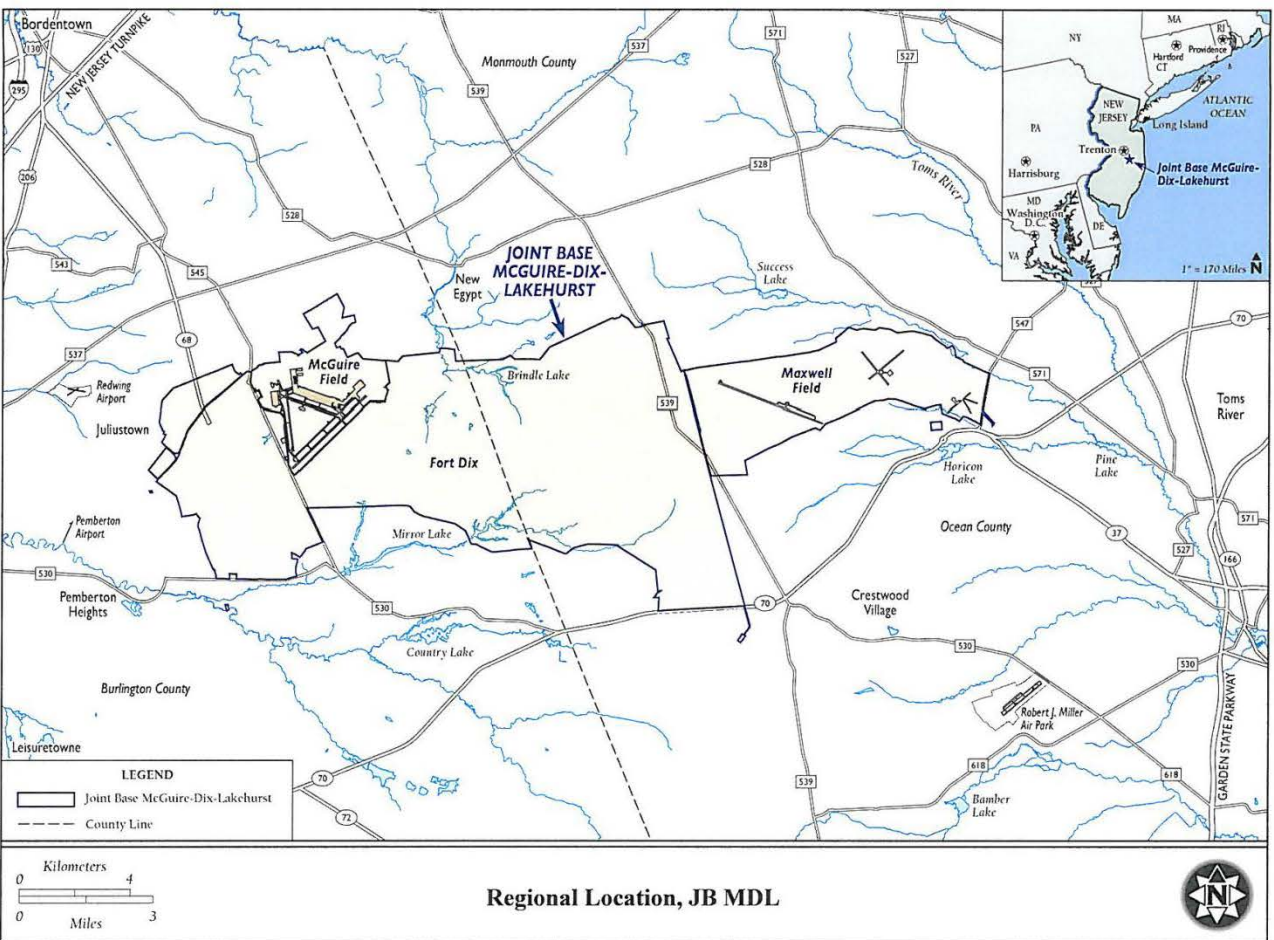 Bordentown
130
NEW JERSEY TURNPIKE
295
206
Monmouth County
537
539
571
527
528
Toms River
528
543
545
JOINT BASE
MCGUIRE-DIX-
LAKEHURST
New
Egypt
Success
Lake
527
547
70
68
537
Redwing
Airport
Juliustown
McGuire
Field
Brindle Lake
Maxwell
Field
571
539
Toms
River
Fort Dix
Horicon
Lake
Pine
Lake
Pemberton
Airport
Mirror Lake
Ocean County
37
571
527
166
530
Pemberton
Heights
530
70
Crestwood
Village
Country Lake
530
530
Burlington County
Robert J. Miller
Air Park
GARDEN STATE PARKWAY
Leisuretowne
70
72
539
618
618
Bamber
Lake
LEGEND
Joint Base McGuire-Dix-Lakehurst
County Line
MA
NY
RI
Hartford
Providence
CT
NEW
JERSEY
ATLANTIC
OCEAN
Long Island
PA
Trenton
Harrisburg
Joint Base McGuire-
Dix-Lakehurst
MD
Washington
D.C.
DE
VA
1" = 170 Miles
N
Kilometers
0 4
0 3
Miles
Regional Location, JB MDL
N